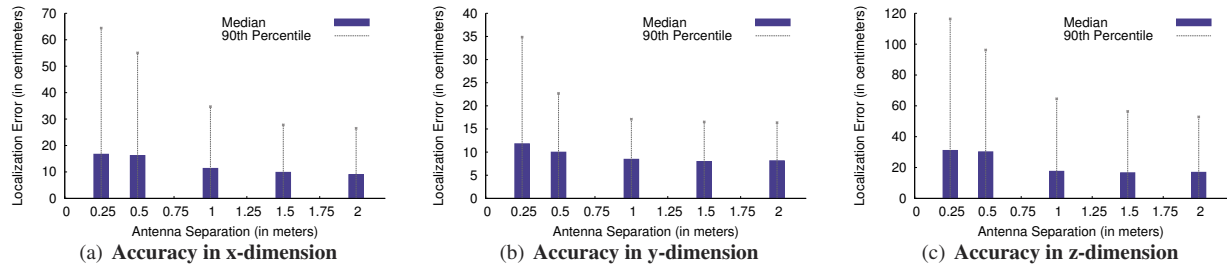 70
60
50
40
30
20
10
0
Localization Error (in centimeters)
Median
90th Percentile
0 0.25 0.5 0.75 1 1.25 1.5 1.75 2
Antenna Separation (in meters)
(a) Accuracy in x-dimension
40
35
30
25
20
15
10
5
0
Localization Error (in centimeters)
Median
90th Percentile
0 0.25 0.5 0.75 1 1.25 1.5 1.75 2
Antenna Separation (in meters)
(b) Accuracy in y-dimension
120
100
80
60
40
20
0
Localization Error (in centimeters)
Median
90th Percentile
0 0.25 0.5 0.75 1 1.25 1.5 1.75 2
Antenna Separation (in meters)
(c) Accuracy in z-dimension